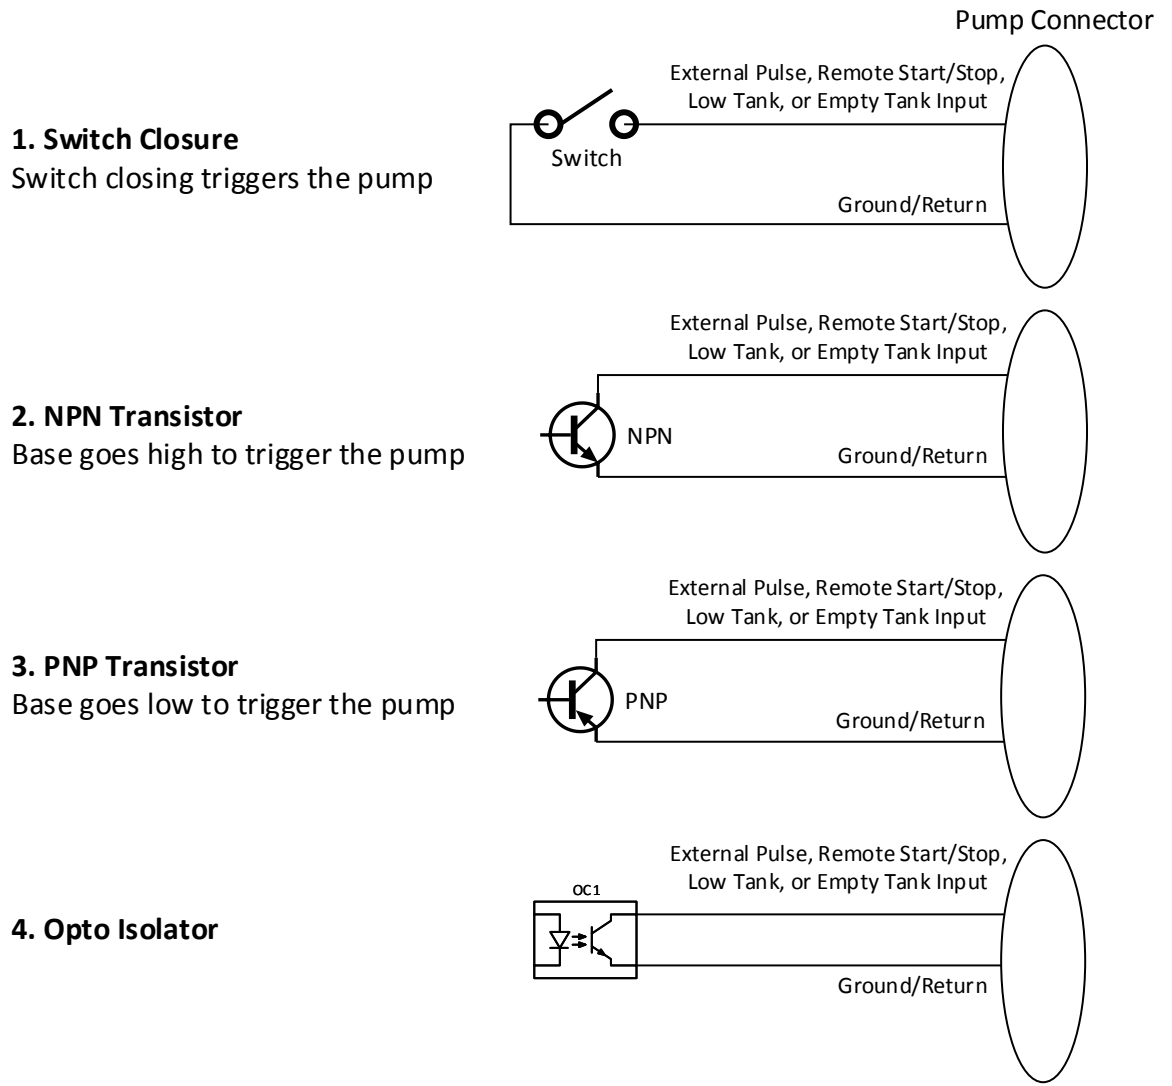 Pump Connector
External Pulse, Remote Start/Stop,
Low Tank, or Empty Tank Input
1. Switch Closure
Switch closing triggers the pump
Switch
Ground/Return
External Pulse, Remote Start/Stop,
Low Tank, or Empty Tank Input
2. NPN Transistor
Base goes high to trigger the pump
NPN
Ground/Return
External Pulse, Remote Start/Stop,
Low Tank, or Empty Tank Input
3. PNP Transistor
Base goes low to trigger the pump
PNP
Ground/Return
External Pulse, Remote Start/Stop,
Low Tank, or Empty Tank Input
OC1
4. Opto Isolator
Ground/Return